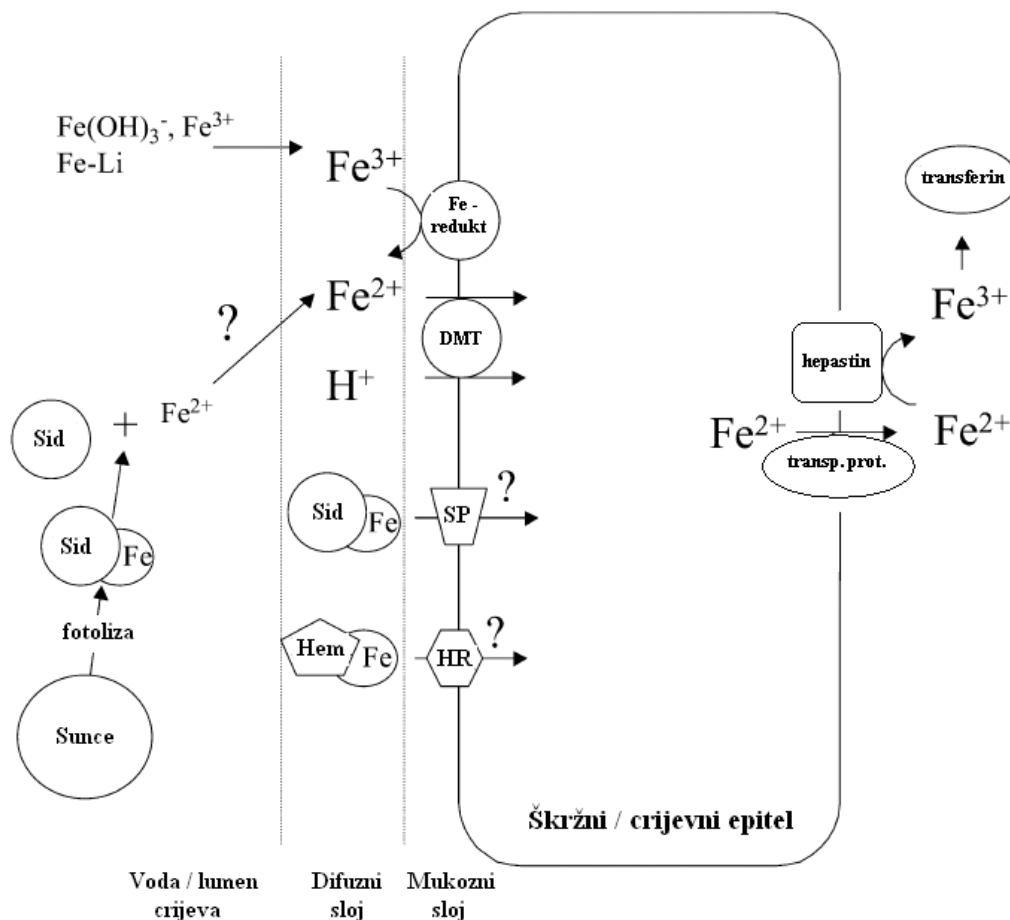 Fe(OH)₃⁻, Fe³⁺
Fe-Li
Fe³⁺
Fe - redukt
Fe²⁺
?
DMT
H⁺
Sid
+
Fe²⁺
Sid
Fe
fotoliza
Sunce
Sid
Fe
SP
?
Hem
Fe
HR
?
transferin
Fe³⁺
hepastin
Fe²⁺
Fe²⁺
transp. prot.
Škržni / crijevni epitel
Voda / lumen
crijeva
Difuzni
sloj
Mukozni
sloj